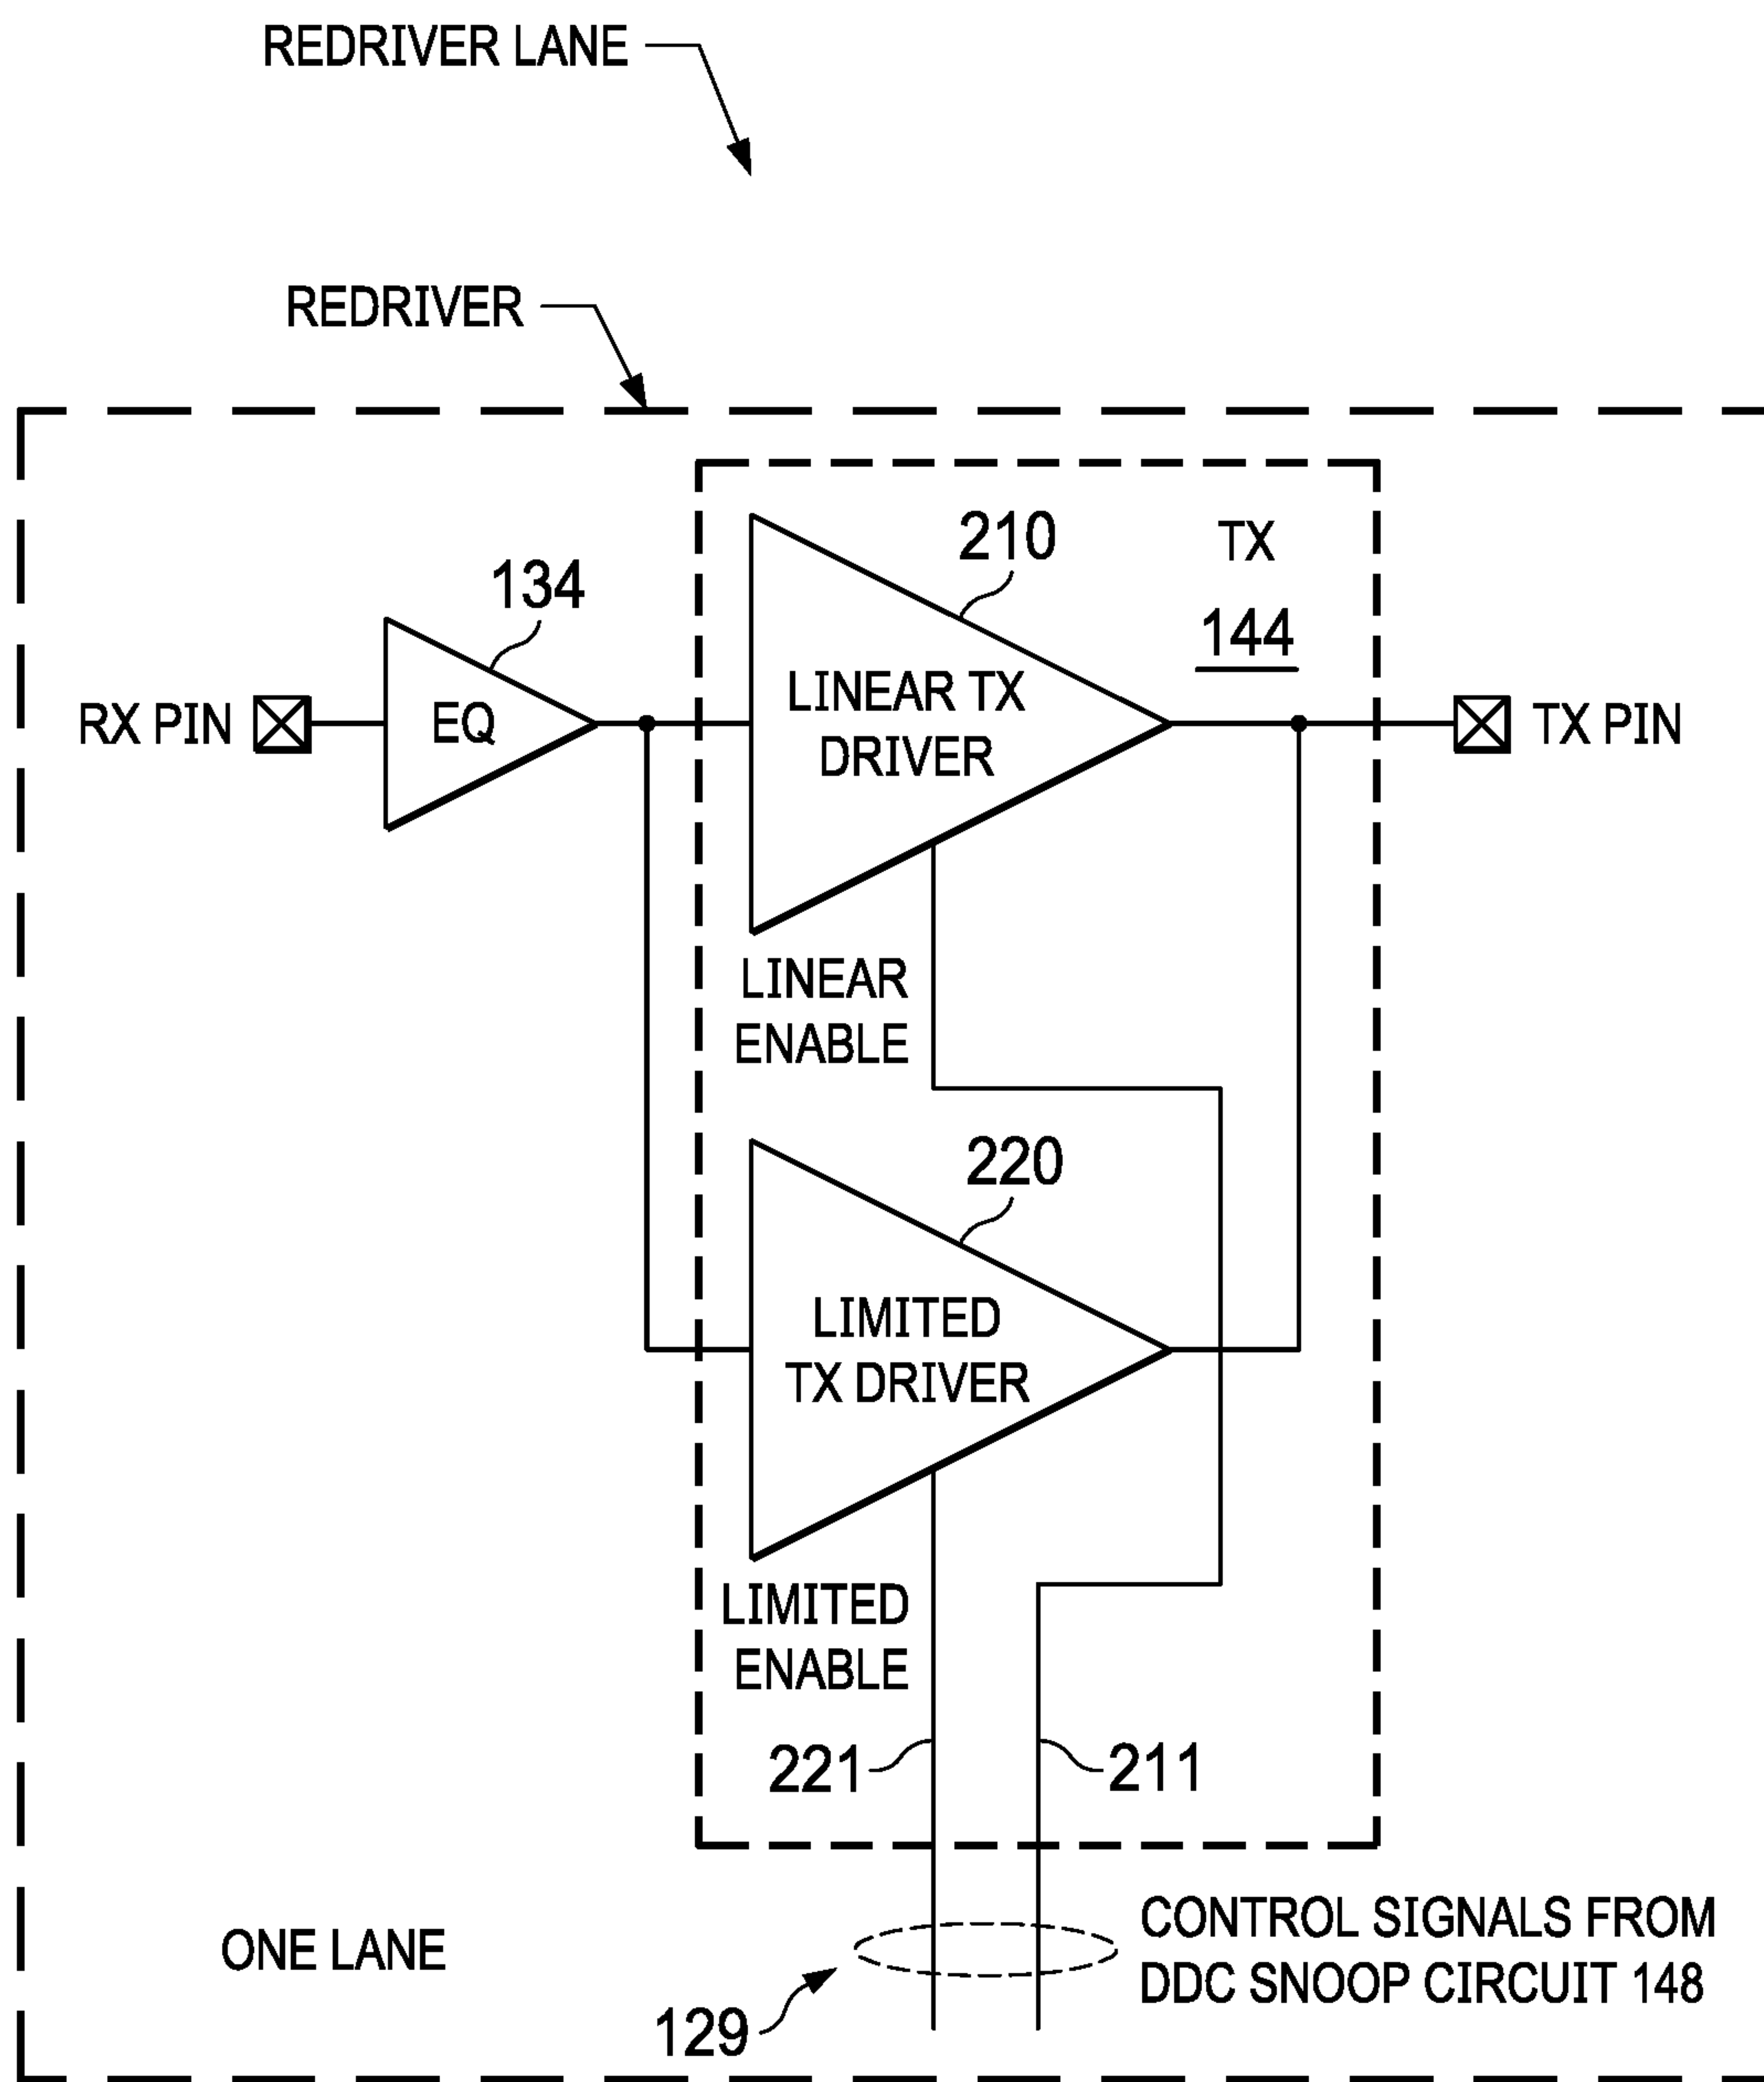 REDRIVER LANE
REDRIVER
210
TX
134
144
LINEAR TX
DRIVER
RX PIN
EQ
TX PIN
LINEAR
ENABLE
220
LIMITED
TX DRIVER
LIMITED
ENABLE
221
211
CONTROL SIGNALS FROM
DDC SNOOP CIRCUIT 148
ONE LANE
129